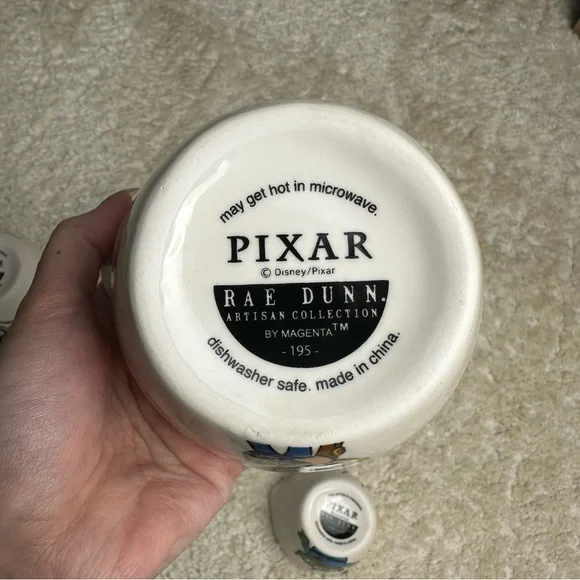 may get hot in microwave.
PIXAR
© Disney/Pixar
RAE DUNN.
ARTISAN COLLECTION
BY MAGENTA™
- 195 -
dishwasher safe. made in china.
PIXAR